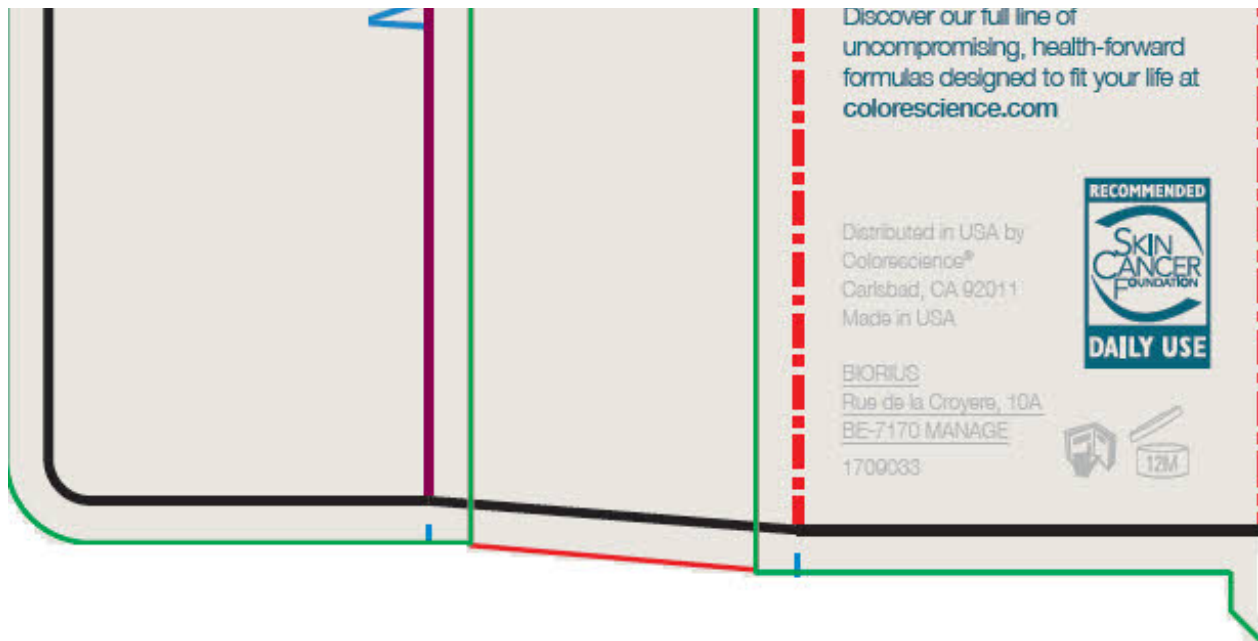 Discover our full line of
uncompromising, health-forward
formulas designed to fit your life at
colorescience.com
RECOMMENDED
SKIN
CANCER
FOUNDATION
DAILY USE
Distributed in USA by
Colorescience®
Carlsbad, CA 92011
Made in USA
BIORIUS
Rue de la Croyere, 10A
BE-7170 MANAGE
1709033
12M